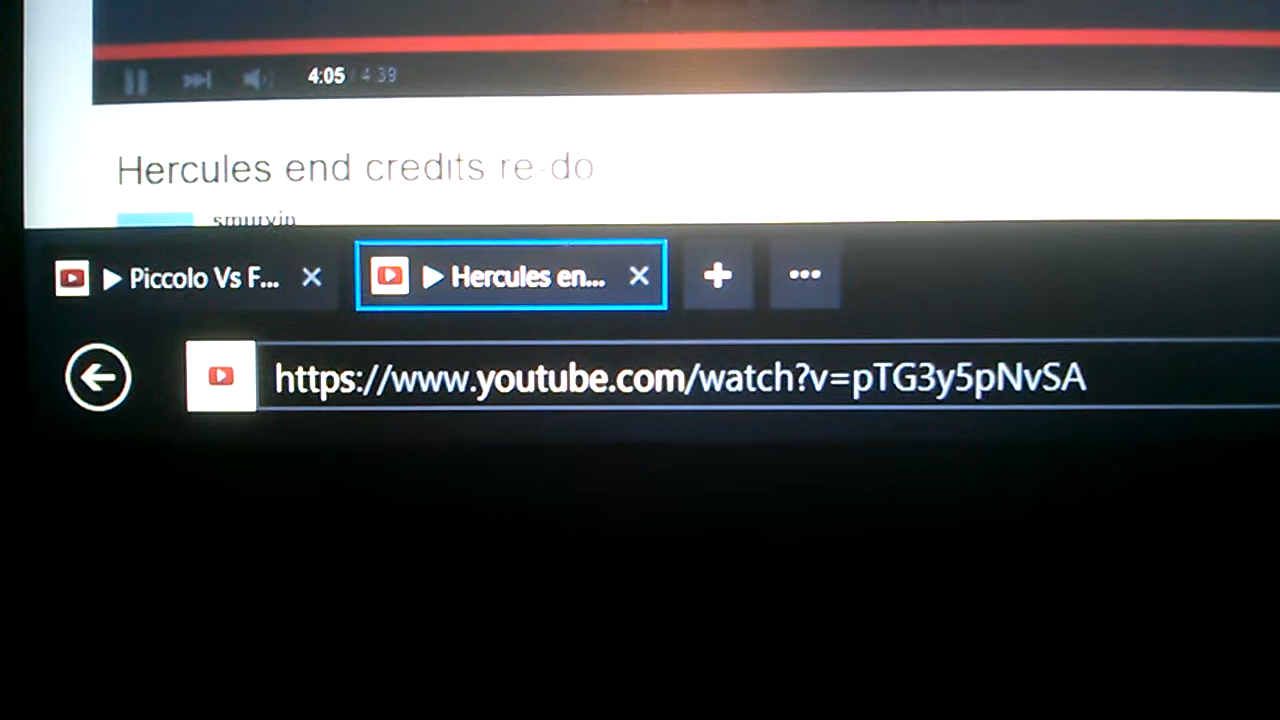 4:05 / 4:39
Hercules end credits re-do
smurxin
Piccolo Vs F...
Hercules en...
https://www.youtube.com/watch?v=pTG3y5pNvSA